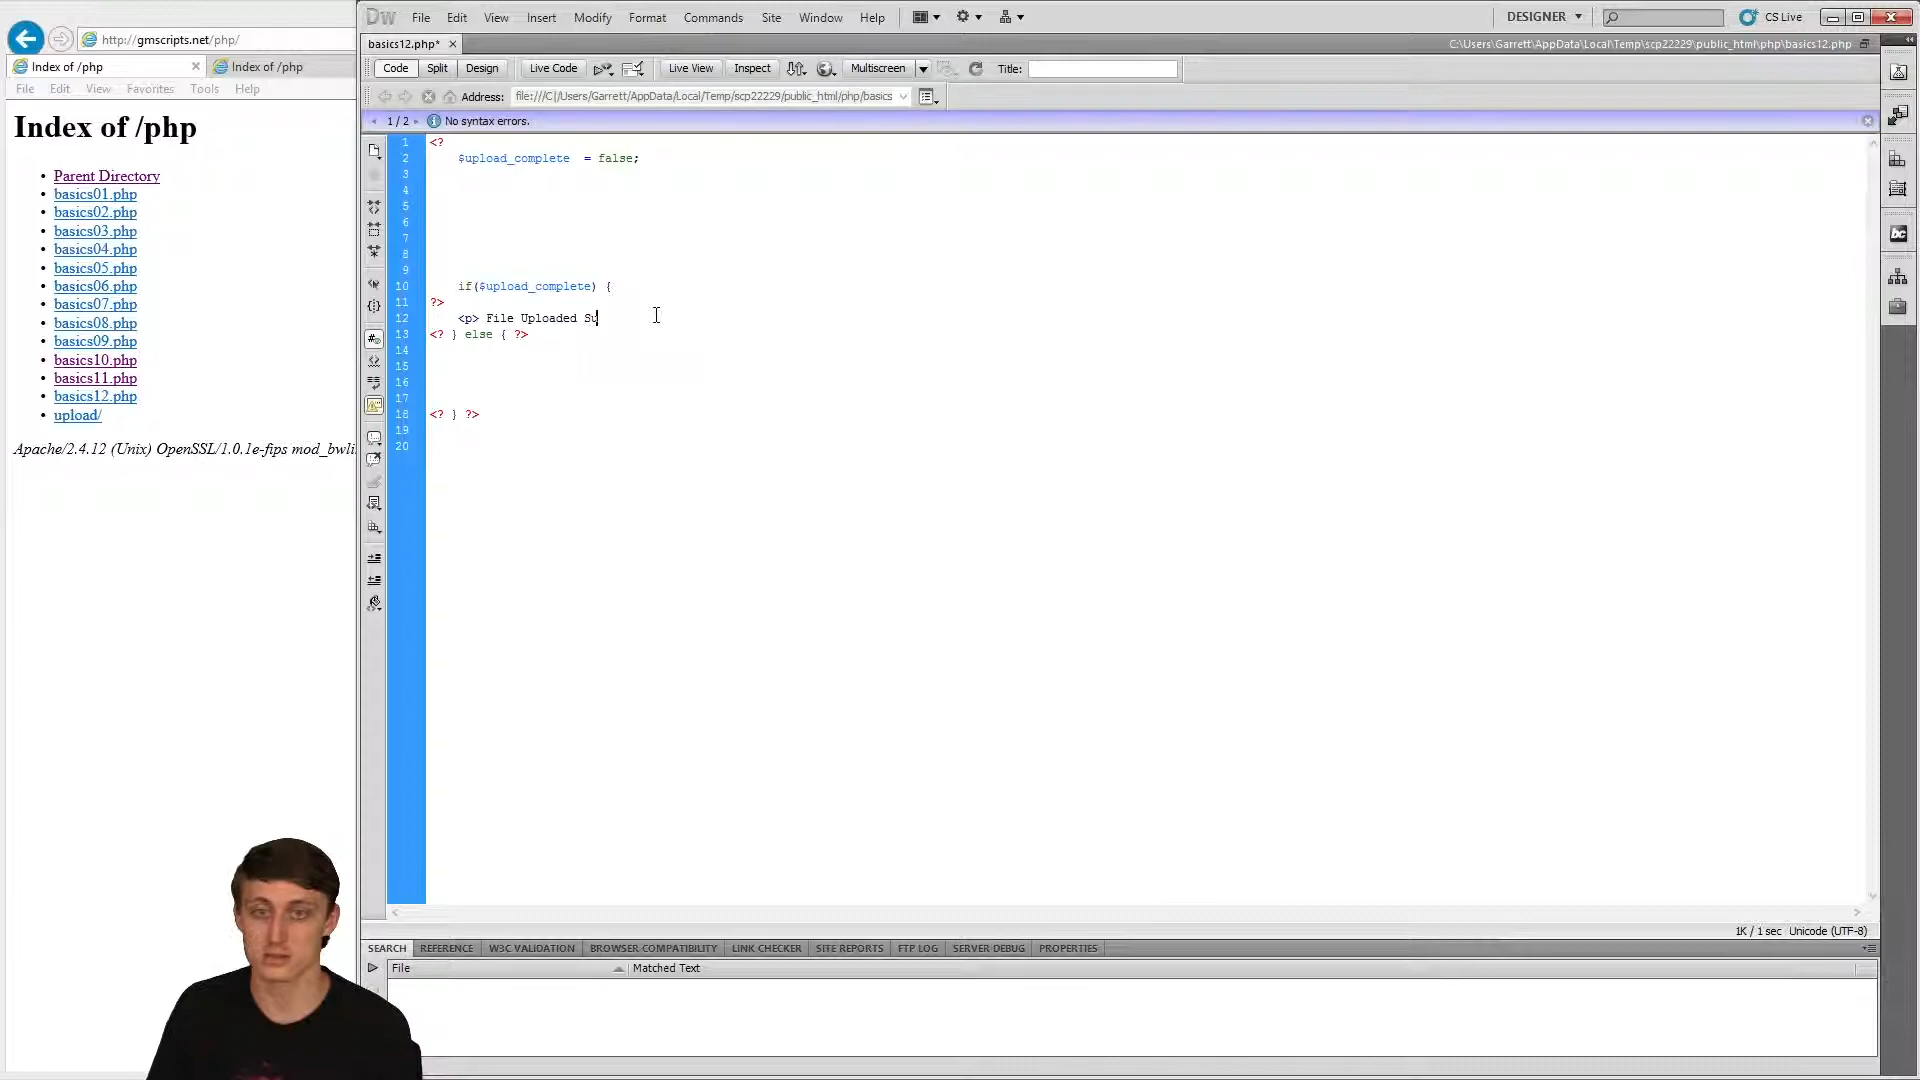 http://gmscripts.net/php/
Index of /php
Index of /php
File Edit View Favorites Tools Help
Index of /php
Parent Directory
basics01.php
basics02.php
basics03.php
basics04.php
basics05.php
basics06.php
basics07.php
basics08.php
basics09.php
basics10.php
basics11.php
basics12.php
upload/
Apache/2.4.12 (Unix) OpenSSL/1.0.1e-fips mod_bwli
Dw File Edit View Insert Modify Format Commands Site Window Help
DESIGNER CS Live
basics12.php*
C:\Users\Garrett\AppData\Local\Temp\scp22229\public_html\php\basics12.php
Code Split Design Live Code Live View Inspect Multiscreen Title:
Address: file:///C|/Users/Garrett/AppData/Local/Temp/scp22229/public_html/php/basics
1 / 2 No syntax errors.
1 <?
2 $upload_complete = false;
3
4
5
6
7
8
9
10 if($upload_complete) {
11 ?>
12 <p> File Uploaded Su
13 <? } else { ?>
14
15
16
17
18 <? } ?>
19
20
bc
1K / 1 sec Unicode (UTF-8)
SEARCH REFERENCE W3C VALIDATION BROWSER COMPATIBILITY LINK CHECKER SITE REPORTS FTP LOG SERVER DEBUG PROPERTIES
File Matched Text